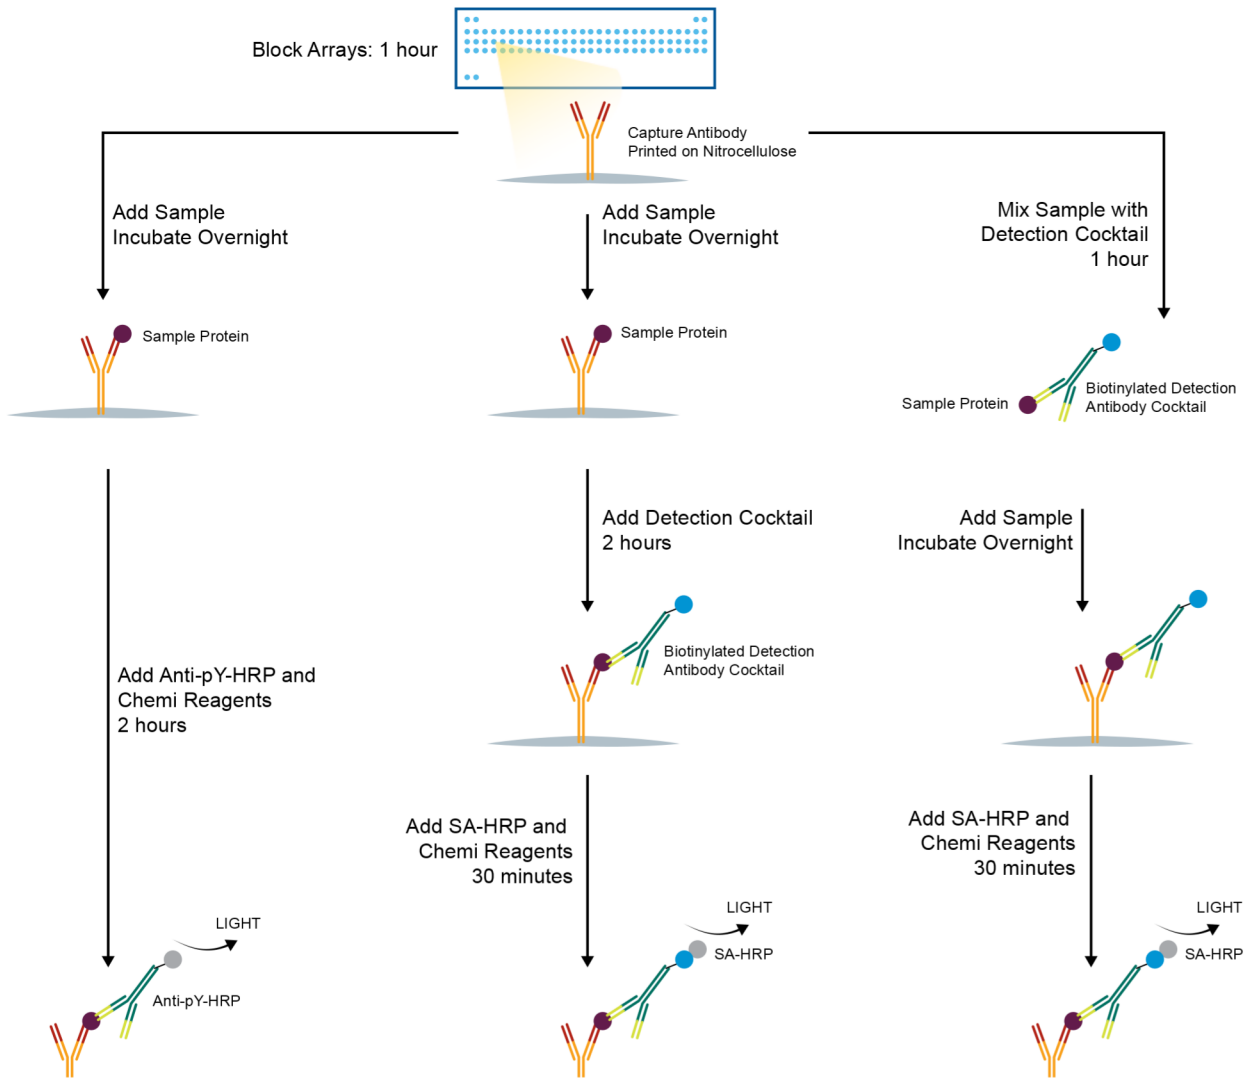 Block Arrays: 1 hour
Capture Antibody
Printed on Nitrocellulose
Add Sample
Incubate Overnight
Add Sample
Incubate Overnight
Mix Sample with
Detection Cocktail
1 hour
Sample Protein
Sample Protein
Sample Protein
Biotinylated Detection
Antibody Cocktail
Add Detection Cocktail
2 hours
Add Sample
Incubate Overnight
Biotinylated Detection
Antibody Cocktail
Add Anti-pY-HRP and
Chemi Reagents
2 hours
Add SA-HRP and
Chemi Reagents
30 minutes
Add SA-HRP and
Chemi Reagents
30 minutes
LIGHT
Anti-pY-HRP
LIGHT
SA-HRP
LIGHT
SA-HRP